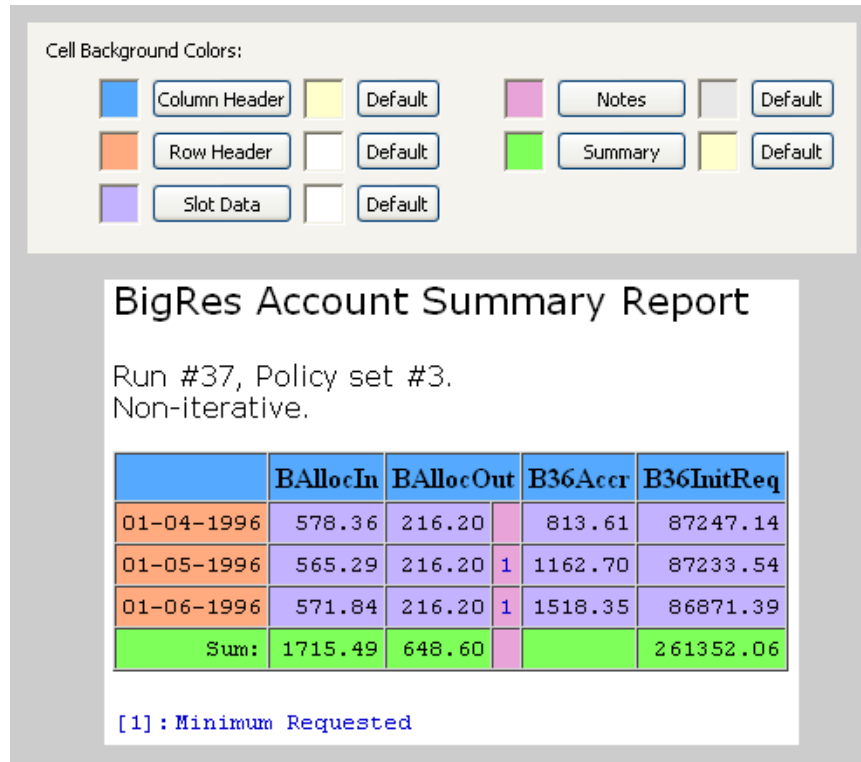 Cell Background Colors:
Column Header Default Notes Default
Row Header Default Summary Default
Slot Data Default
BigRes Account Summary Report
Run #37, Policy set #3.
Non-iterative.
BAllocIn BAllocOut B36Accr B36InitReq
01-04-1996 578.36 216.20 813.61 87247.14
01-05-1996 565.29 216.20 1 1162.70 87233.54
01-06-1996 571.84 216.20 1 1518.35 86871.39
Sum: 1715.49 648.60 261352.06
[1]: Minimum Requested